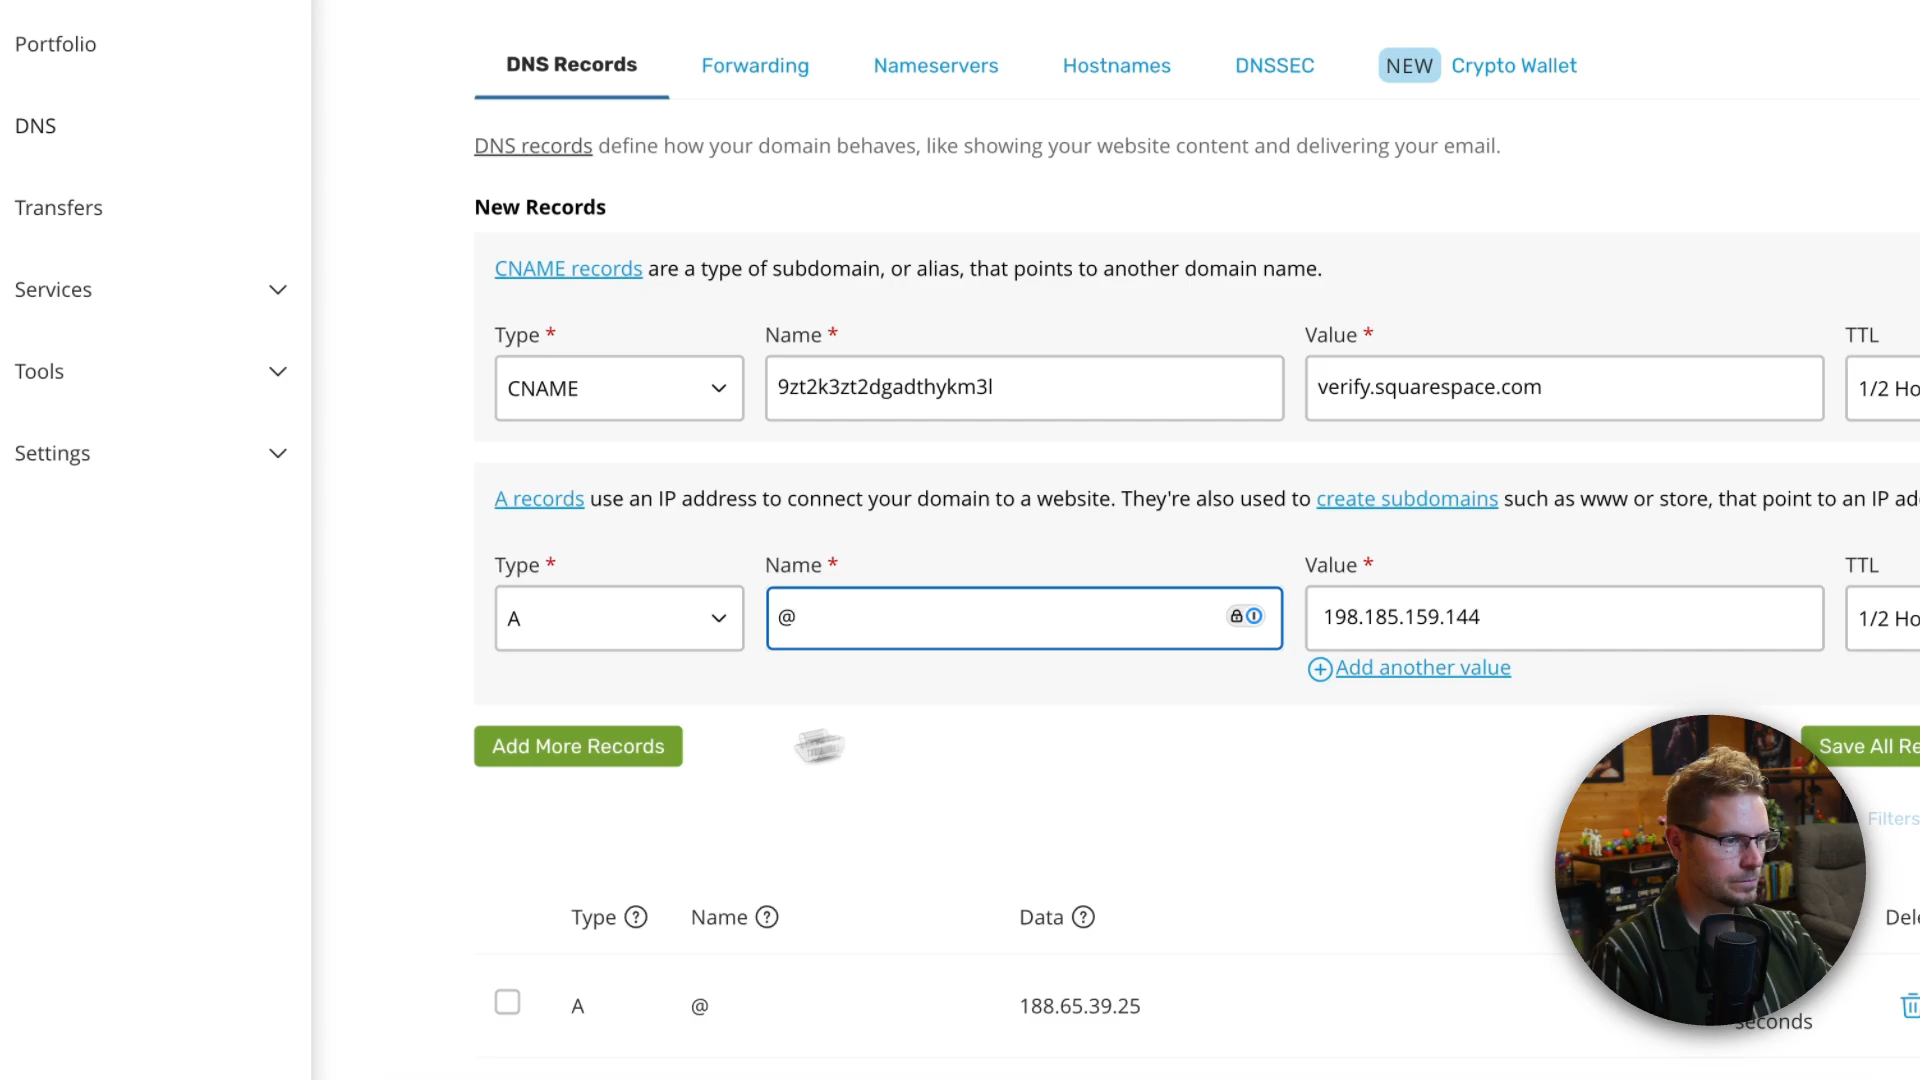 Portfolio
DNS
Transfers
Services
Tools
Settings
DNS Records
Forwarding
Nameservers
Hostnames
DNSSEC
NEW Crypto Wallet
DNS records define how your domain behaves, like showing your website content and delivering your email.
New Records
CNAME records are a type of subdomain, or alias, that points to another domain name.
Type * Name * Value * TTL
CNAME 9zt2k3zt2dgadthykm3l verify.squarespace.com 1/2 Ho
A records use an IP address to connect your domain to a website. They're also used to create subdomains such as www or store, that point to an IP ad
Type * Name * Value * TTL
A @ 198.185.159.144 1/2 Ho
Add another value
Add More Records
Save All Re
Filters
Type ? Name ? Data ? Dele
A @ 188.65.39.25
seconds